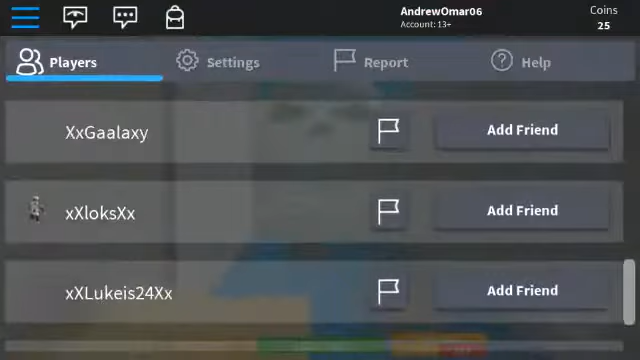 AndrewOmar06
Account: 13+
Coins
25
Players
Settings
Report
Help
XxGaalaxy
Add Friend
xXloksXx
Add Friend
xXLukeis24Xx
Add Friend